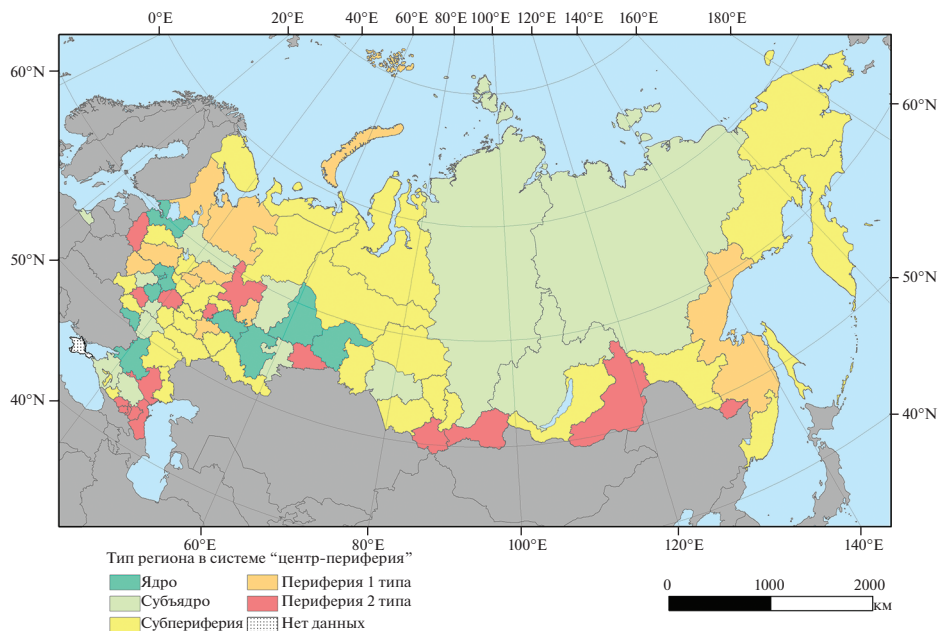 0°E 20°E 40°E 60°E 80°E 100°E 120°E 140°E 160°E 180°E
60°N 60°N
50°N 50°N
40°N 40°N
60°E 80°E 100°E 120°E 140°E
Тип региона в системе “центр-периферия”
Ядро Периферия 1 типа
Субъядро Периферия 2 типа
Субпериферия Нет данных
0 1000 2000
км